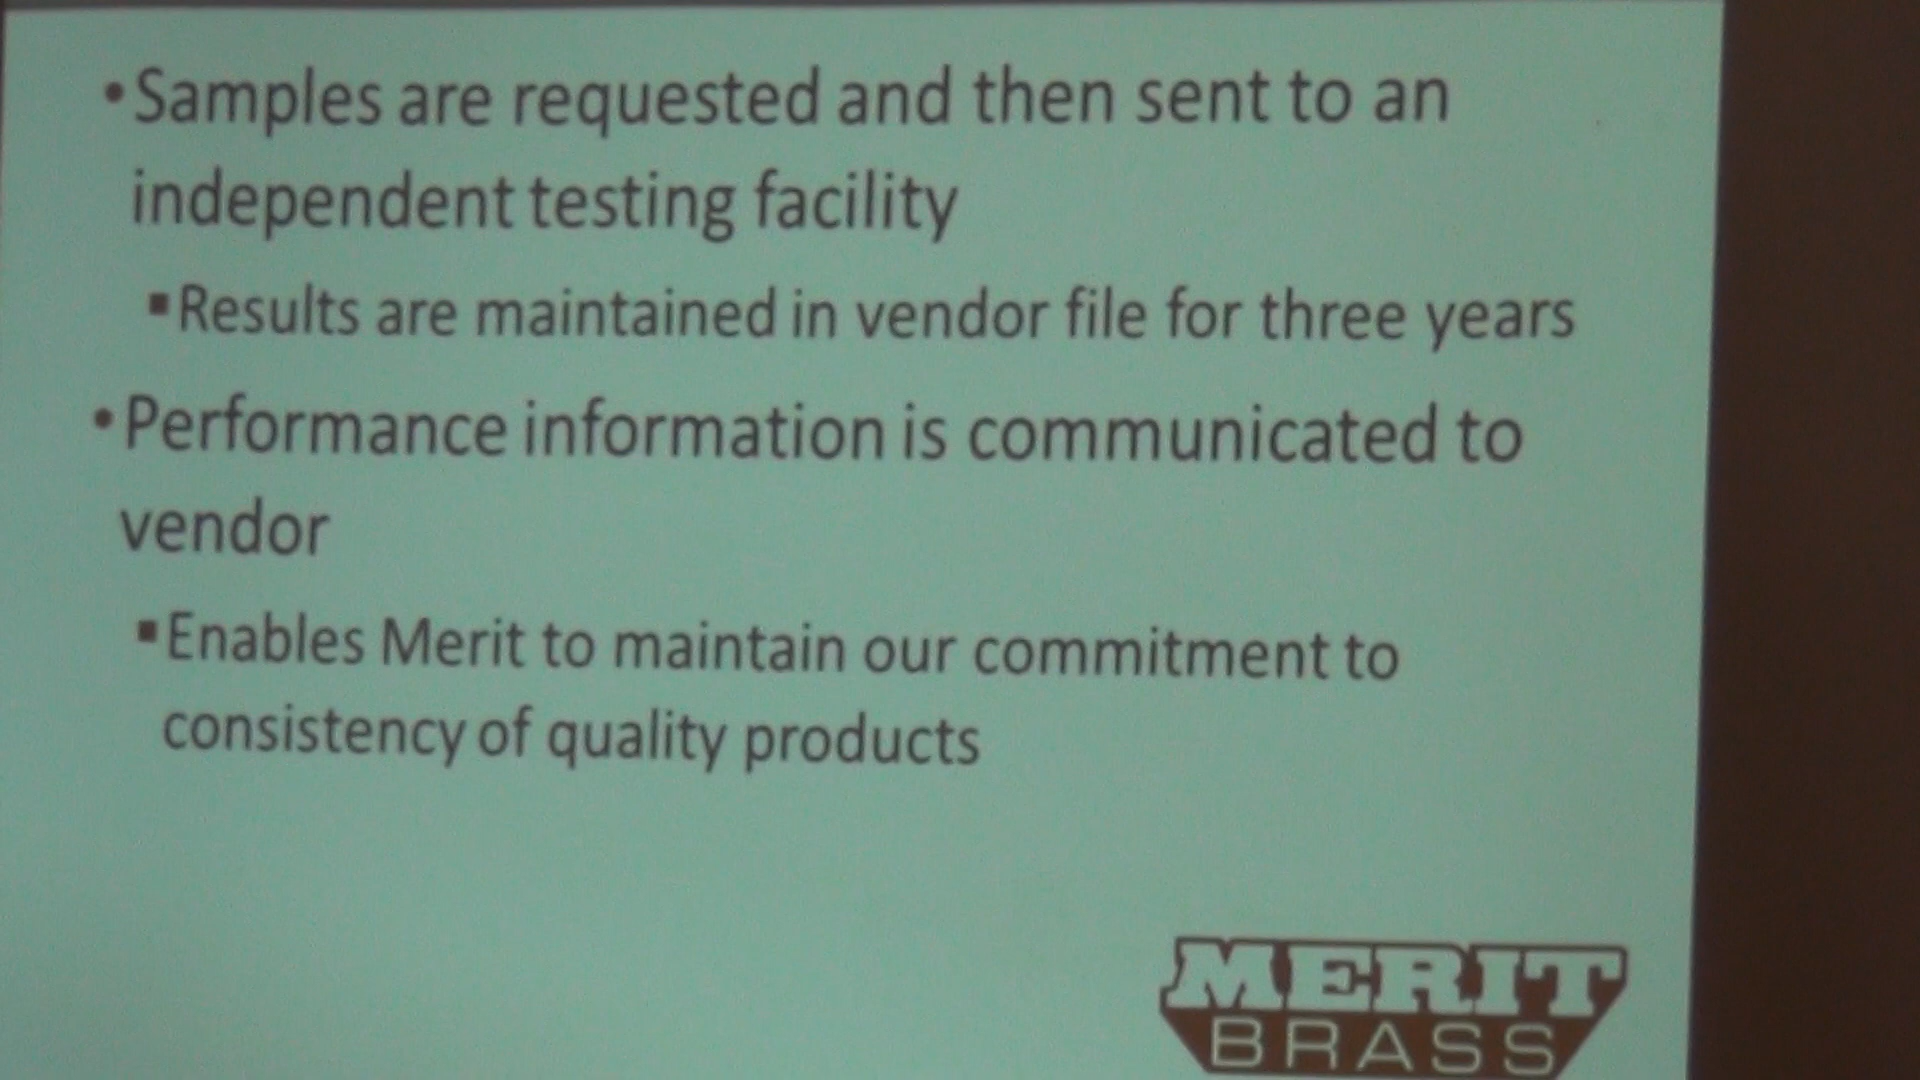 •Samples are requested and then sent to an
independent testing facility
▪Results are maintained in vendor file for three years
•Performance information is communicated to
vendor
▪Enables Merit to maintain our commitment to
consistency of quality products
MERIT
BRASS